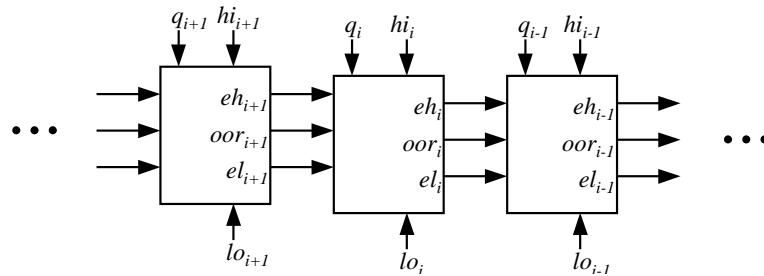 q_{i+1} hi_{i+1} q_i hi_i q_{i-1} hi_{i-1}
eh_{i+1} eh_i eh_{i-1}
••• oor_{i+1} oor_i oor_{i-1} •••
el_{i+1} el_i el_{i-1}
lo_{i+1} lo_i lo_{i-1}